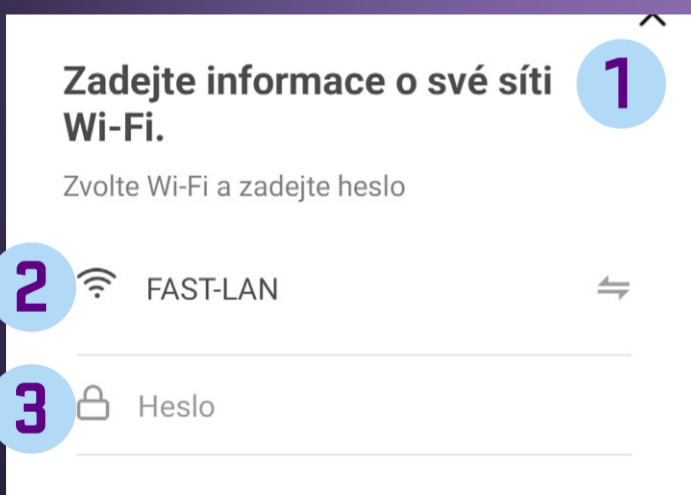 Zadejte informace o své síti
Wi-Fi.
1
Zvolte Wi-Fi a zadejte heslo
2
FAST-LAN
3
Heslo